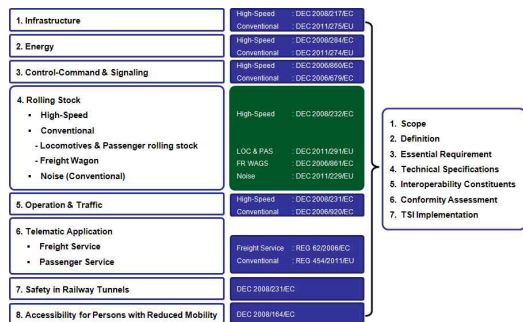 1. Infrastructure
High-Speed : DEC 2008/217/EC
Conventional : DEC 2011/275/EU
2. Energy
High-Speed : DEC 2008/284/EC
Conventional : DEC 2011/274/EU
3. Control-Command & Signaling
High-Speed : DEC 2006/860/EC
Conventional : DEC 2006/679/EC
4. Rolling Stock
• High-Speed
• Conventional
- Locomotives & Passenger rolling stock
- Freight Wagon
• Noise (Conventional)
High-Speed : DEC 2008/232/EC
LOC & PAS : DEC 2011/291/EU
FR WAGS : DEC 2006/861/EC
Noise : DEC 2011/229/EU
5. Operation & Traffic
High-Speed : DEC 2008/231/EC
Conventional : DEC 2006/920/EC
6. Telematic Application
• Freight Service
• Passenger Service
Freight Service : REG 62/2006/EC
Conventional : REG 454/2011/EU
7. Safety in Railway Tunnels
DEC 2008/231/EC
8. Accessibility for Persons with Reduced Mobility
DEC 2008/164/EC
1. Scope
2. Definition
3. Essential Requirement
4. Technical Specifications
5. Interoperability Constituents
6. Conformity Assessment
7. TSI Implementation